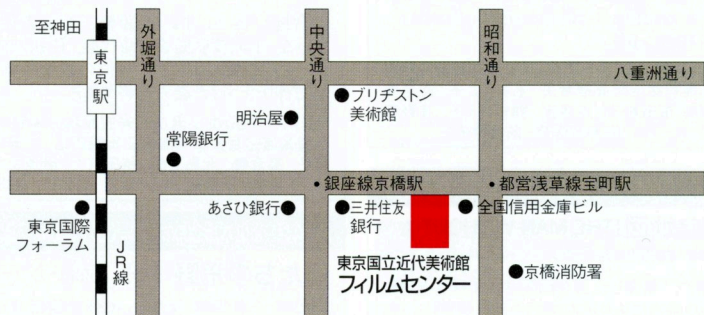 至神田
東京駅
外堀通り
中央通り
昭和通り
八重洲通り
ブリヂストン
美術館
明治屋
常陽銀行
銀座線京橋駅
都営浅草線宝町駅
東京国際
フォーラム
JR線
あさひ銀行
三井住友
銀行
全国信用金庫ビル
東京国立近代美術館
フィルムセンター
京橋消防署